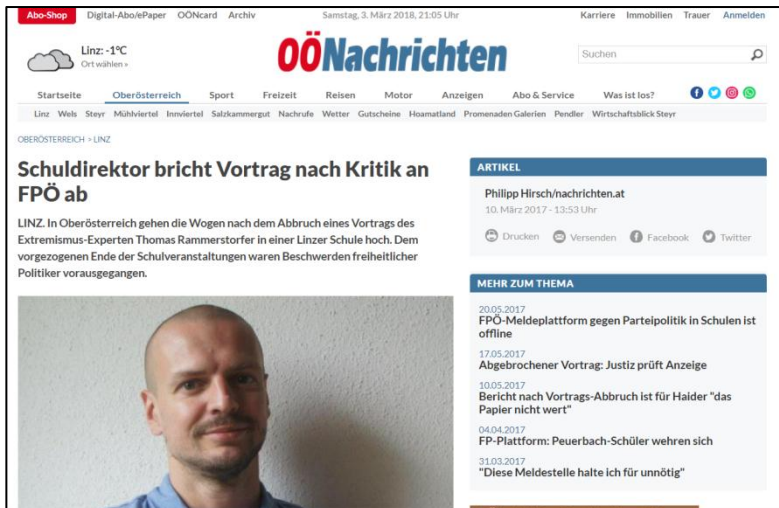 Abo-Shop Digital-Abo/ePaper OÖNcard Archiv Samstag, 3. März 2018, 21:05 Uhr Karriere Immobilien Trauer Anmelden
Linz: -1°C
Ort wählen »
OÖNachrichten
Suchen
Startseite Oberösterreich Sport Freizeit Reisen Motor Anzeigen Abo & Service Was ist los?
Linz Wels Steyr Mühlviertel Innviertel Salzkammergut Nachrufe Wetter Gutscheine Hoamatland Promenaden Galerien Pendler Wirtschaftsblick Steyr
OBERÖSTERREICH > LINZ
Schuldirektor bricht Vortrag nach Kritik an
FPÖ ab
LINZ. In Oberösterreich gehen die Wogen nach dem Abbruch eines Vortrags des
Extremismus-Experten Thomas Rammerstorfer in einer Linzer Schule hoch. Dem
vorgezogenen Ende der Schulveranstaltungen waren Beschwerden freiheitlicher
Politiker vorausgegangen.
ARTIKEL
Philipp Hirsch/nachrichten.at
10. März 2017 - 13:53 Uhr
Drucken Versenden Facebook Twitter
MEHR ZUM THEMA
20.05.2017
FPÖ-Meldeplattform gegen Parteipolitik in Schulen ist
offline
17.05.2017
Abgebrochener Vortrag: Justiz prüft Anzeige
10.05.2017
Bericht nach Vortrags-Abbruch ist für Haider "das
Papier nicht wert"
04.04.2017
FP-Plattform: Peuerbach-Schüler wehren sich
31.03.2017
"Diese Meldestelle halte ich für unnötig"